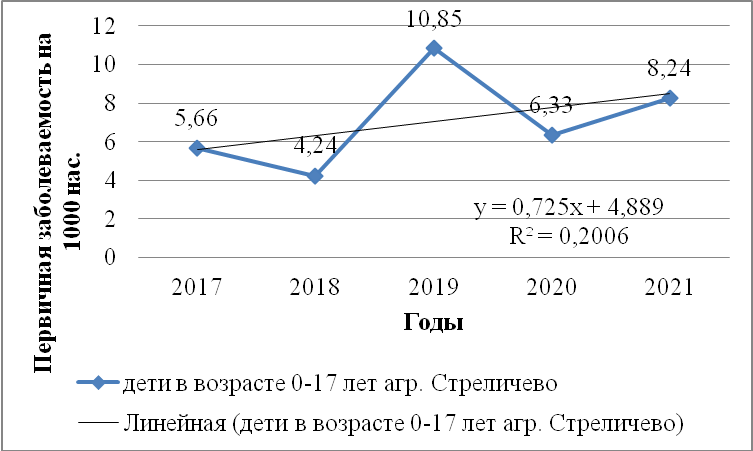 Первичная заболеваемость на
1000 нас.
12
10
8
6
4
2
0
5,66
4,24
10,85
6,33
8,24
y = 0,725x + 4,889
R² = 0,2006
2017 2018 2019 2020 2021
Годы
дети в возрасте 0-17 лет агр. Стреличево
Линейная (дети в возрасте 0-17 лет агр. Стреличево)